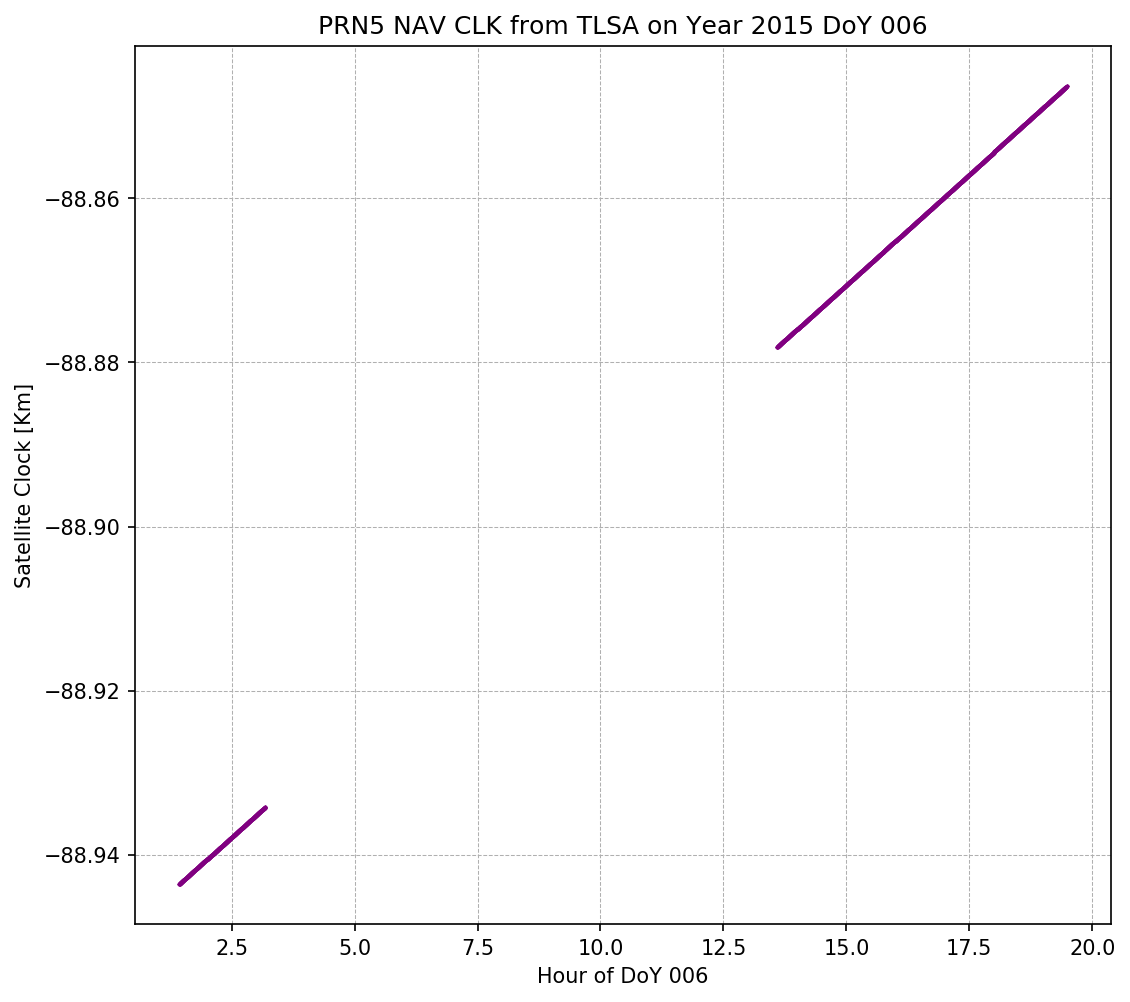 PRN5 NAV CLK from TLSA on Year 2015 DoY 006
Satellite Clock [Km]
−88.86
−88.88
−88.90
−88.92
−88.94
2.5 5.0 7.5 10.0 12.5 15.0 17.5 20.0
Hour of DoY 006